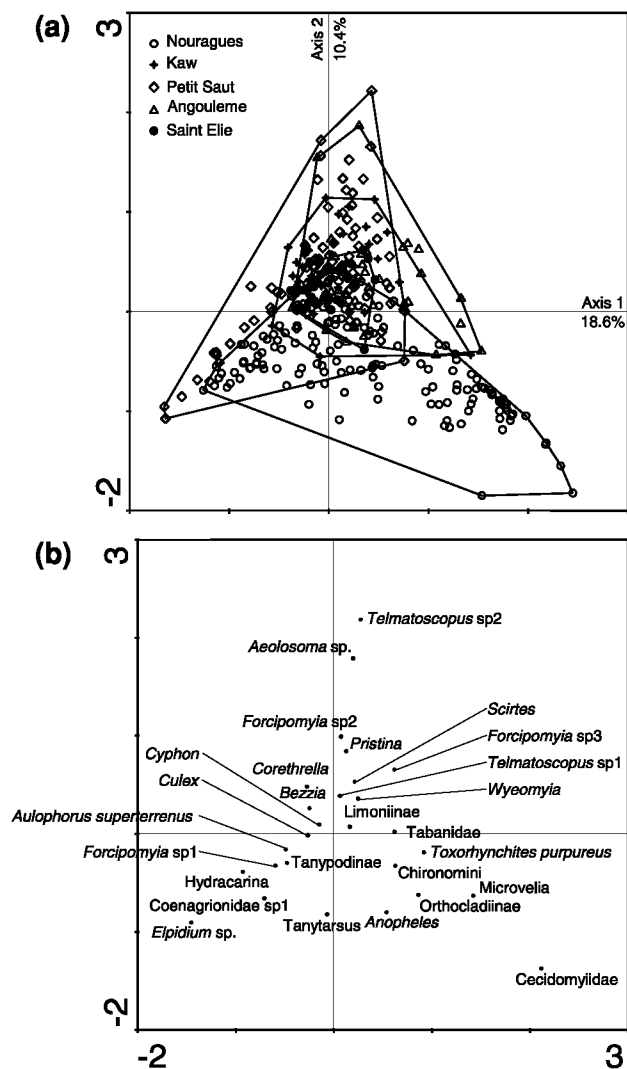 (a)
3
Axis 2
10.4%
Nouragues
Kaw
Petit Saut
Angouleme
Saint Elie
Axis 1
18.6%
-2
(b)
3
Telmatoscopus sp2
Aeolosoma sp.
Scirtes
Forcipomyia sp2
Forcipomyia sp3
Pristina
Cyphon
Telmatoscopus sp1
Corethrella
Culex
Bezzia
Wyeomyia
Limoniinae
Aulophorus superterrenus
Tabanidae
Forcipomyia sp1
Toxorhynchites purpureus
Tanypodinae
Chironomini
Hydracarina
Microvelia
Coenagrionidae sp1
Orthocladiinae
Tanytarsus
Anopheles
Elpidium sp.
Cecidomyiidae
-2
-2
3